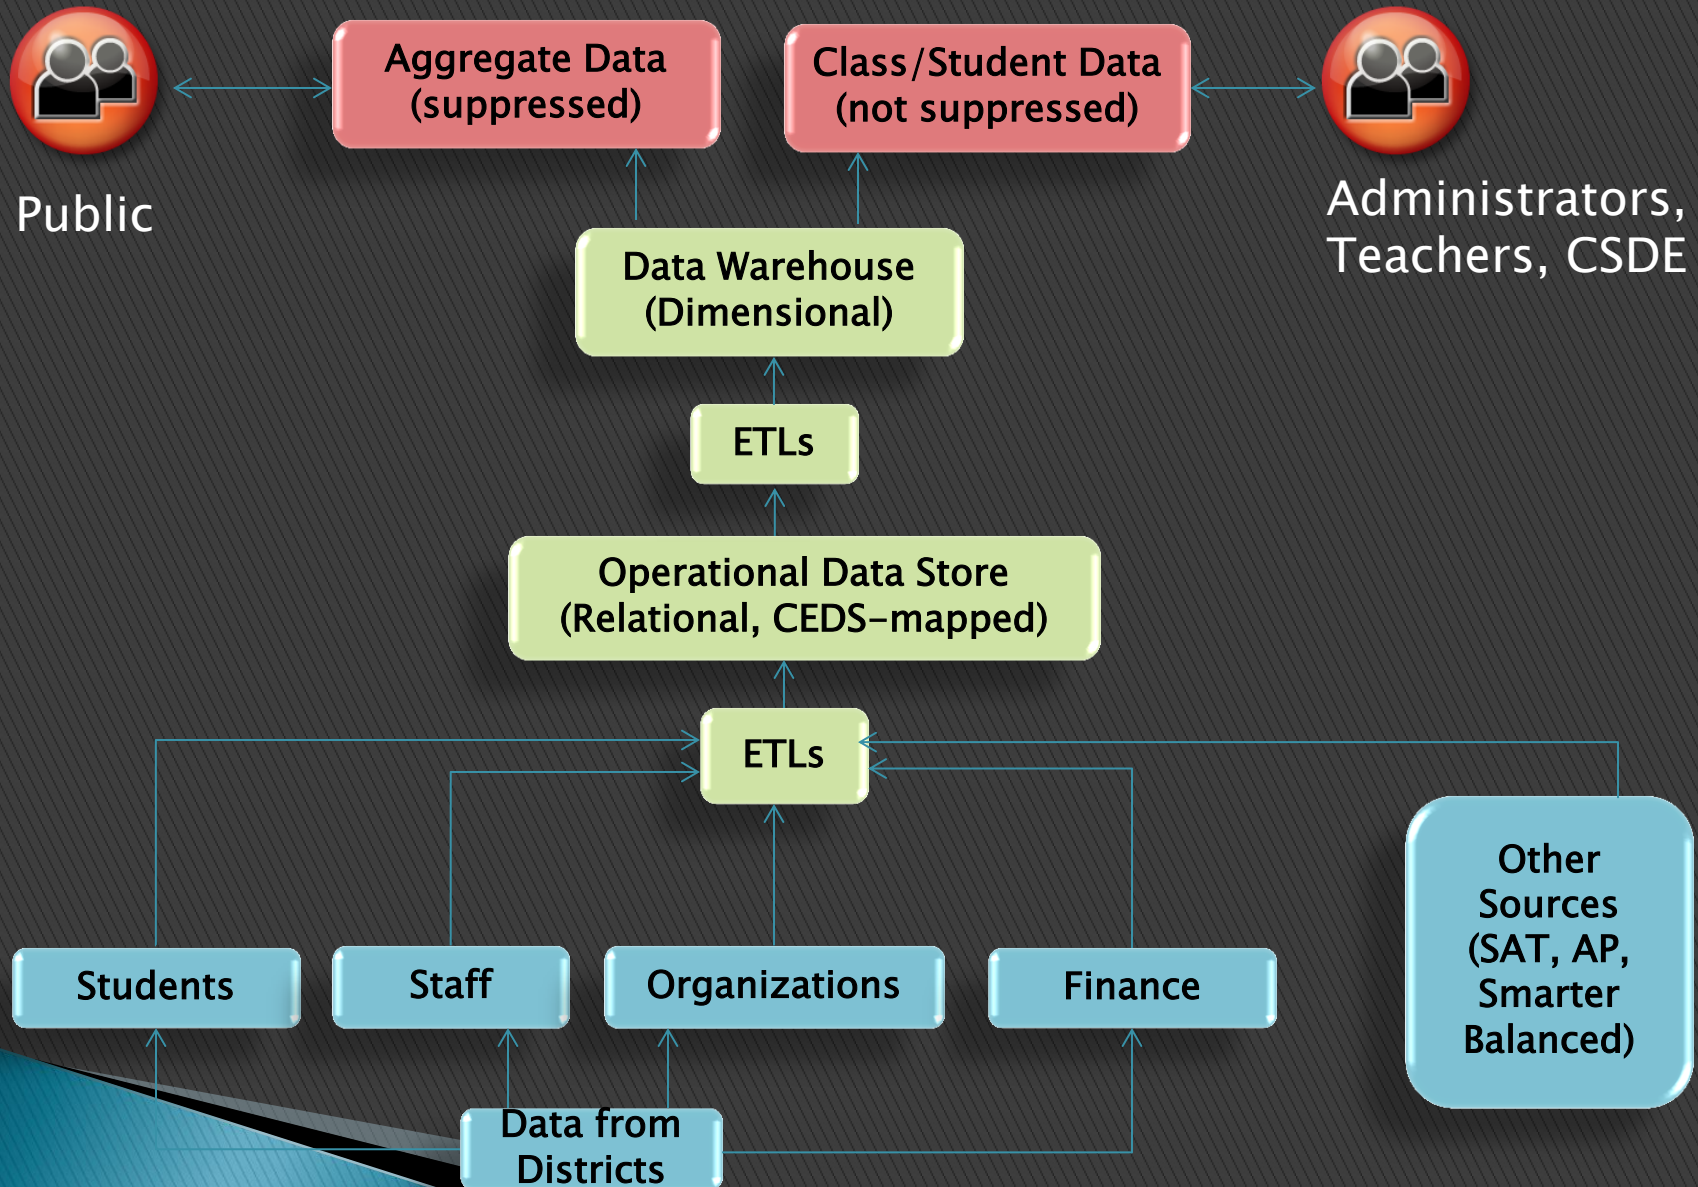 Aggregate Data
(suppressed)
Class/Student Data
(not suppressed)
Public
Administrators,
Teachers, CSDE
Data Warehouse
(Dimensional)
ETLs
Operational Data Store
(Relational, CEDS-mapped)
ETLs
Other
Sources
(SAT, AP,
Smarter
Balanced)
Students
Staff
Organizations
Finance
Data from
Districts